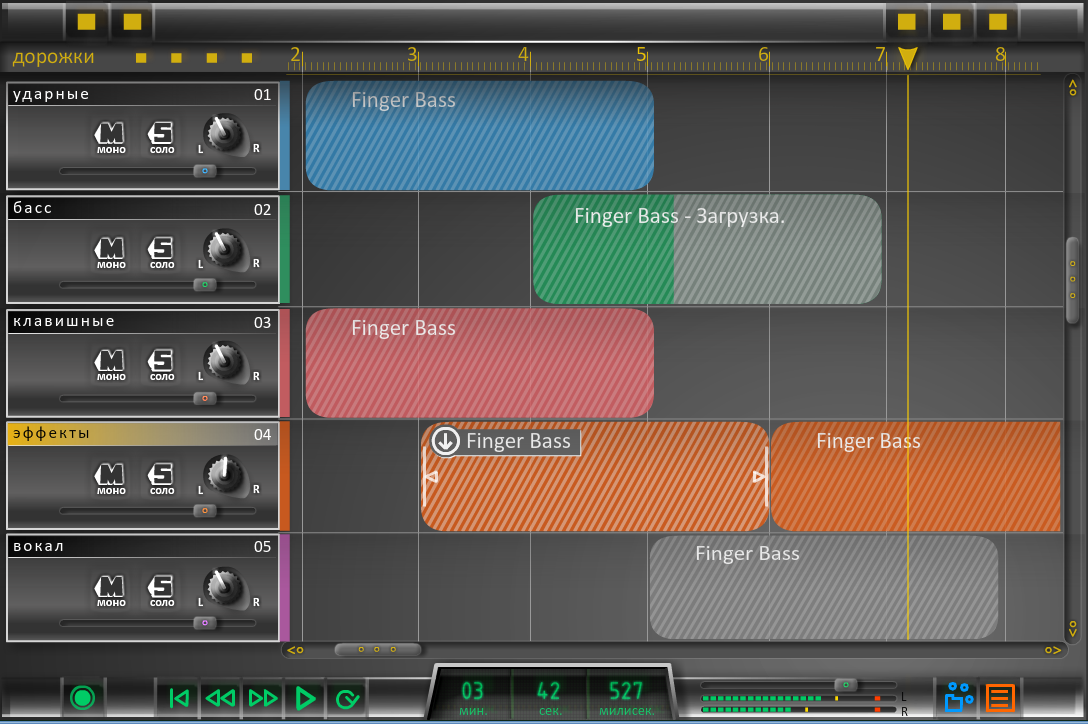 дорожки
2 3 4 5 6 7 8
ударные 01
M S
моно соло L R
Finger Bass
басс 02
M S
моно соло L R
Finger Bass - Загрузка.
клавишные 03
M S
моно соло L R
Finger Bass
эффекты 04
M S
моно соло L R
Finger Bass
Finger Bass
вокал 05
M S
моно соло L R
Finger Bass
03 42 527
мин. сек. милисек.
L
R